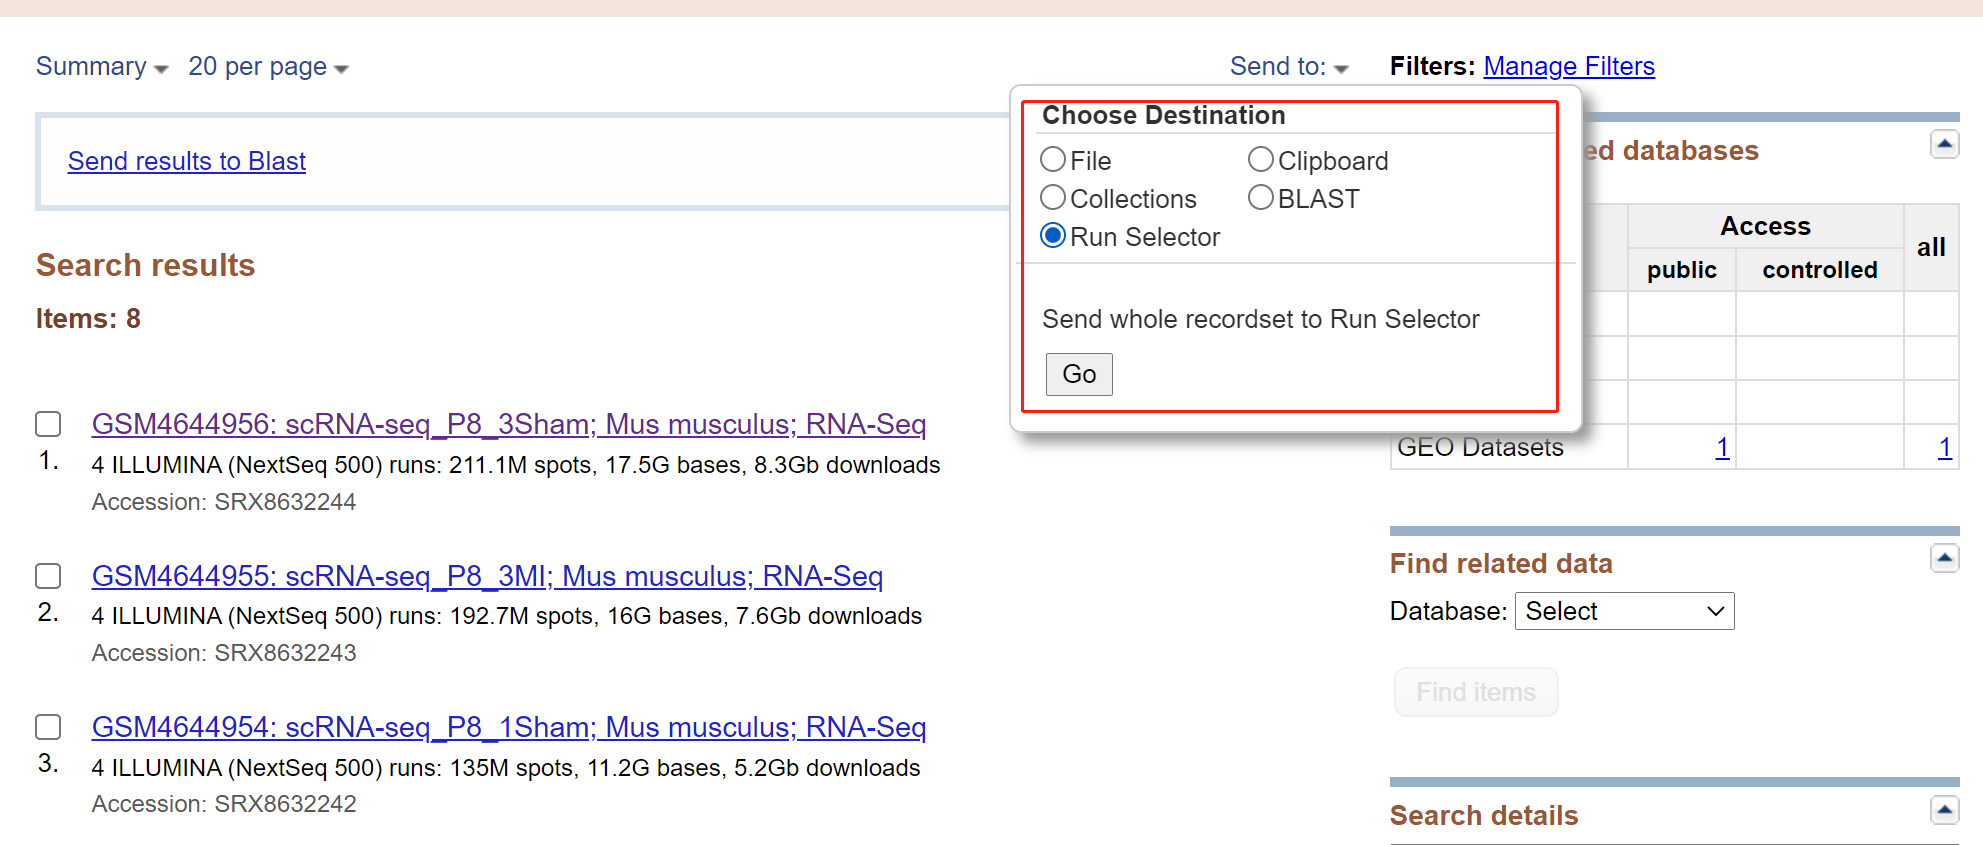 Summary 20 per page Send to: Filters: Manage Filters
Choose Destination
File Clipboard
Collections BLAST
Run Selector
Send whole recordset to Run Selector
Go
Send results to Blast
Search results
Items: 8
GSM4644956: scRNA-seq_P8_3Sham; Mus musculus; RNA-Seq
1. 4 ILLUMINA (NextSeq 500) runs: 211.1M spots, 17.5G bases, 8.3Gb downloads
Accession: SRX8632244
GSM4644955: scRNA-seq_P8_3MI; Mus musculus; RNA-Seq
2. 4 ILLUMINA (NextSeq 500) runs: 192.7M spots, 16G bases, 7.6Gb downloads
Accession: SRX8632243
GSM4644954: scRNA-seq_P8_1Sham; Mus musculus; RNA-Seq
3. 4 ILLUMINA (NextSeq 500) runs: 135M spots, 11.2G bases, 5.2Gb downloads
Accession: SRX8632242
ed databases
Access all
public controlled
GEO Datasets 1 1
Find related data
Database: Select
Find items
Search details